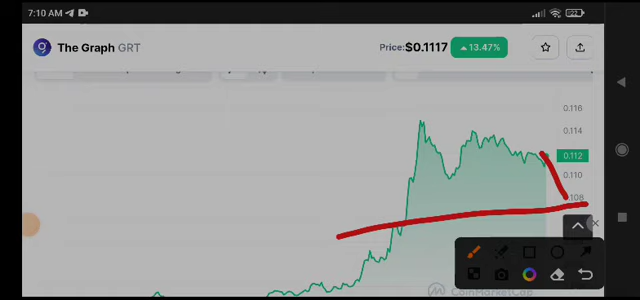 7:10 AM
22
The Graph GRT
Price: $0.1117
13.47%
0.116
0.114
0.112
0.110
108
CoinMarketCap